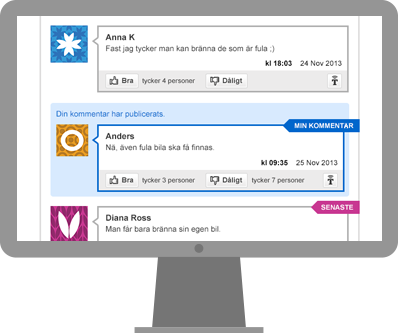 Anna K
Fast jag tycker man kan bränna de som är fula ;)
kl 18:03 24 Nov 2013
Bra tycker 4 personer Dåligt
Din kommentar har publicerats.
MIN KOMMENTAR
Anders
Nä, även fula bila ska få finnas.
kl 09:35 25 Nov 2013
Bra tycker 3 personer Dåligt tycker 7 personer
SENASTE
Diana Ross
Man får bara bränna sin egen bil.